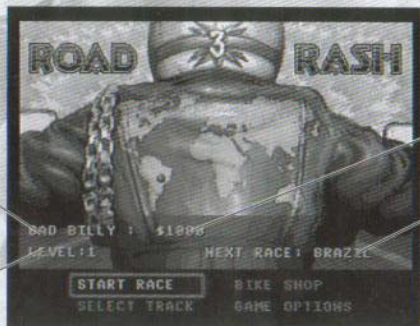 ROAD 3 RASH
BAD BILLY : $1000
LEVEL:1 NEXT RACE: BRAZIL
START RACE BIKE SHOP
SELECT TRACK GAME OPTIONS